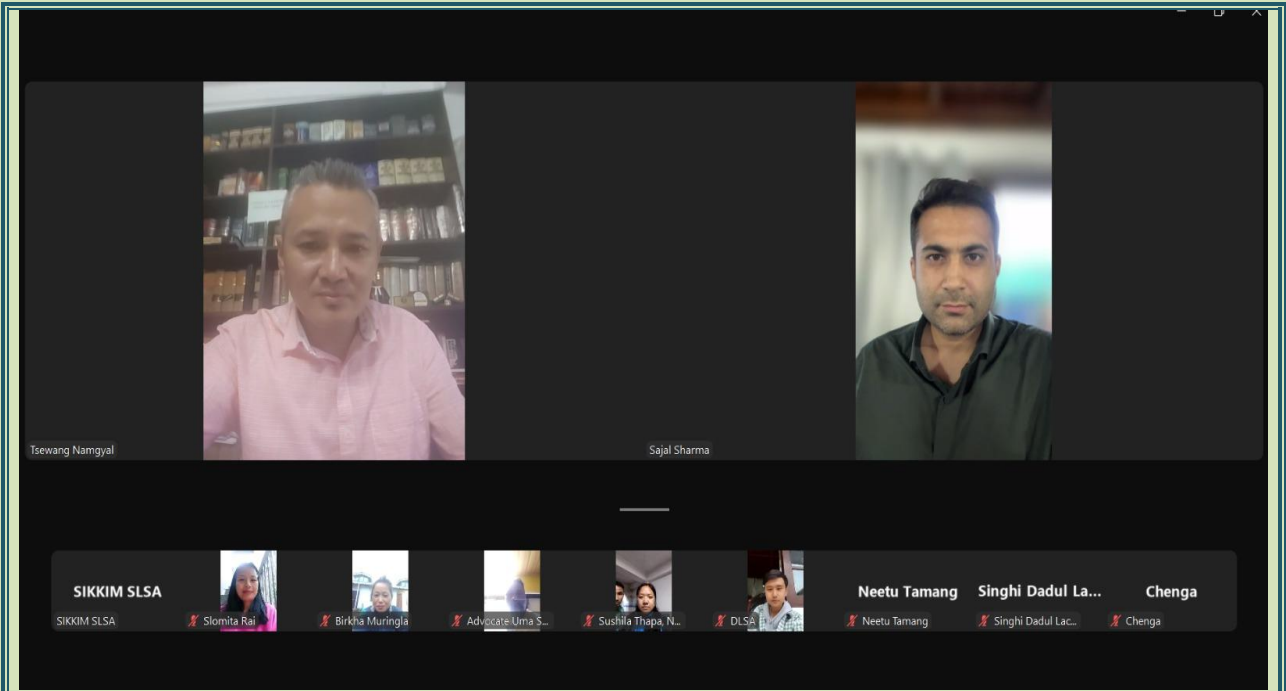 Tsewang Namgyal
Sajal Sharma
SIKKIM SLSA
Neetu Tamang
Singhi Dadul La...
Chenga
SIKKIM SLSA
Slomita Rai
Birkha Muringla
Advocate Uma S...
Sushila Thapa, N...
DLSA
Neetu Tamang
Singhi Dadul Lac...
Chenga